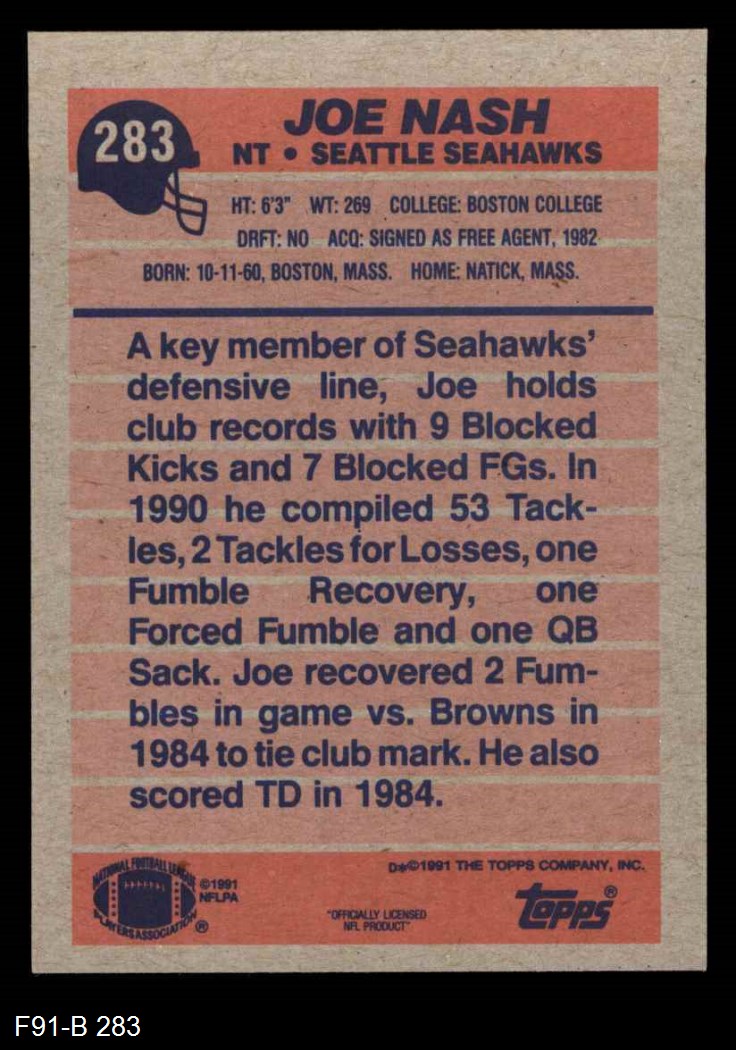 283
JOE NASH
NT • SEATTLE SEAHAWKS
HT: 6'3" WT: 269 COLLEGE: BOSTON COLLEGE
DRFT: NO ACQ: SIGNED AS FREE AGENT, 1982
BORN: 10-11-60, BOSTON, MASS. HOME: NATICK, MASS.
A key member of Seahawks'
defensive line, Joe holds
club records with 9 Blocked
Kicks and 7 Blocked FGs. In
1990 he compiled 53 Tack-
les, 2 Tackles for Losses, one
Fumble Recovery, one
Forced Fumble and one QB
Sack. Joe recovered 2 Fum-
bles in game vs. Browns in
1984 to tie club mark. He also
scored TD in 1984.
NATIONAL FOOTBALL LEAGUE
PLAYERS ASSOCIATION ®
©1991
NFLPA
"OFFICIALLY LICENSED
NFL PRODUCT"
D*©1991 THE TOPPS COMPANY, INC.
topps®
F91-B 283